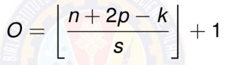 O = ⌊ (n + 2p − k) / s ⌋ + 1